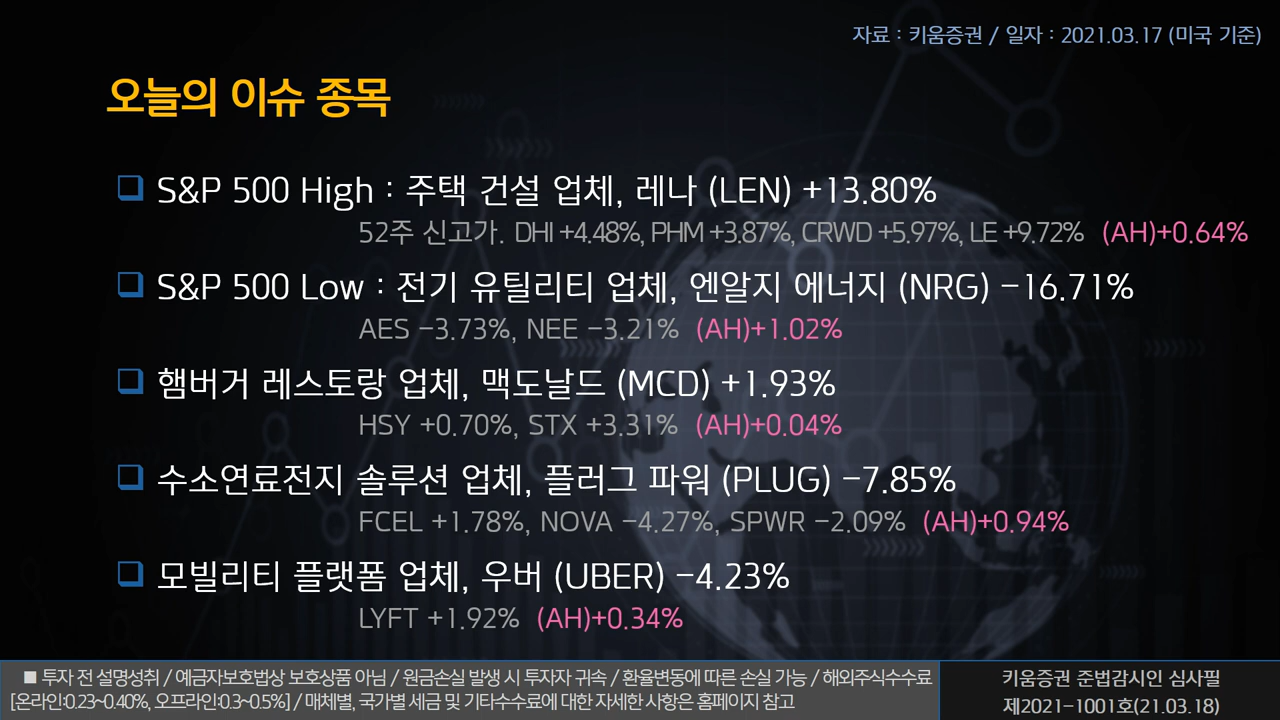 자료 : 키움증권 / 일자 : 2021.03.17 (미국 기준)
오늘의 이슈 종목
❑ S&P 500 High : 주택 건설 업체, 레나 (LEN) +13.80%
52주 신고가. DHI +4.48%, PHM +3.87%, CRWD +5.97%, LE +9.72% (AH)+0.64%
❑ S&P 500 Low : 전기 유틸리티 업체, 엔알지 에너지 (NRG) -16.71%
AES -3.73%, NEE -3.21% (AH)+1.02%
❑ 햄버거 레스토랑 업체, 맥도날드 (MCD) +1.93%
HSY +0.70%, STX +3.31% (AH)+0.04%
❑ 수소연료전지 솔루션 업체, 플러그 파워 (PLUG) -7.85%
FCEL +1.78%, NOVA -4.27%, SPWR -2.09% (AH)+0.94%
❑ 모빌리티 플랫폼 업체, 우버 (UBER) -4.23%
LYFT +1.92% (AH)+0.34%
■ 투자 전 설명성취 / 예금자보호법상 보호상품 아님 / 원금손실 발생 시 투자자 귀속 / 환율변동에 따른 손실 가능 / 해외주식수수료
[온라인:0.23~0.40%, 오프라인:0.3~0.5%] / 매체별, 국가별 세금 및 기타수수료에 대한 자세한 사항은 홈페이지 참고
키움증권 준법감시인 심사필
제2021-1001호(21.03.18)